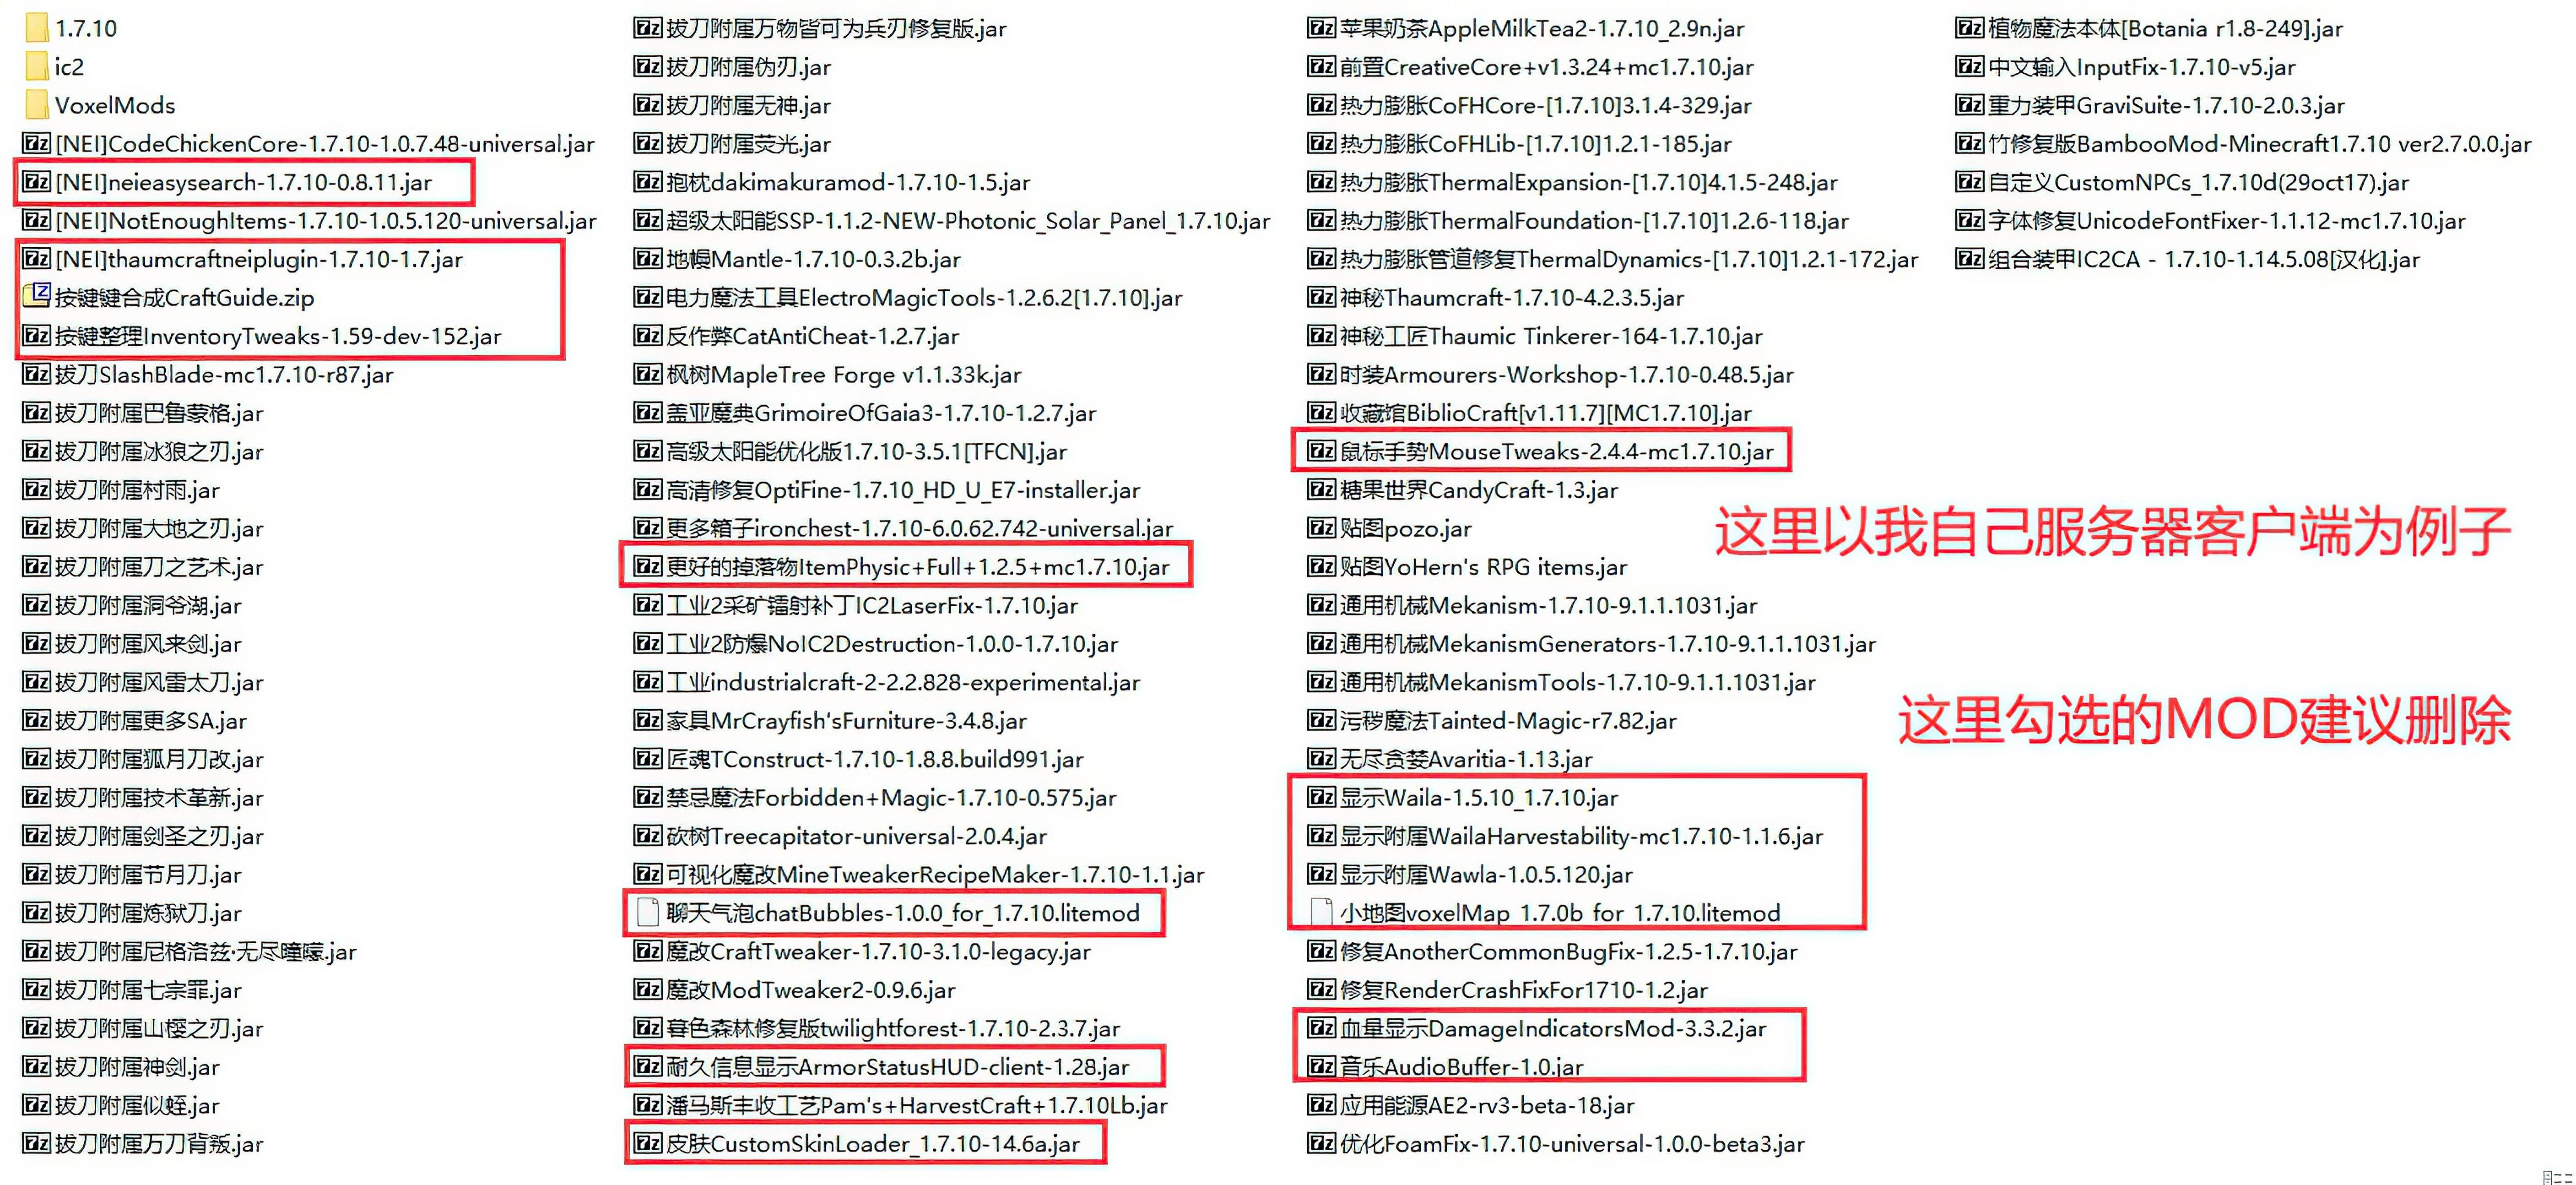 1.7.10
ic2
VoxelMods
[NEI]CodeChickenCore-1.7.10-1.0.7.48-universal.jar
[NEI]neieasysearch-1.7.10-0.8.11.jar
[NEI]NotEnoughItems-1.7.10-1.0.5.120-universal.jar
[NEI]thaumcraftneiplugin-1.7.10-1.7.jar
按键键合成CraftGuide.zip
按键整理InventoryTweaks-1.59-dev-152.jar
拔刀SlashBlade-mc1.7.10-r87.jar
拔刀附属巴鲁蒙格.jar
拔刀附属冰狼之刃.jar
拔刀附属村雨.jar
拔刀附属大地之刃.jar
拔刀附属刀之艺术.jar
拔刀附属洞爷湖.jar
拔刀附属风来剑.jar
拔刀附属风雷太刀.jar
拔刀附属更多SA.jar
拔刀附属狐月刀改.jar
拔刀附属技术革新.jar
拔刀附属剑圣之刃.jar
拔刀附属节月刀.jar
拔刀附属炼狱刀.jar
拔刀附属尼格洛兹·无尽曈曚.jar
拔刀附属七宗罪.jar
拔刀附属山樱之刃.jar
拔刀附属神剑.jar
拔刀附属似蛭.jar
拔刀附属万刀背叛.jar
拔刀附属万物皆可为兵刃修复版.jar
拔刀附属伪刃.jar
拔刀附属无神.jar
拔刀附属荧光.jar
抱枕dakimakuramod-1.7.10-1.5.jar
超级太阳能SSP-1.1.2-NEW-Photonic_Solar_Panel_1.7.10.jar
地幔Mantle-1.7.10-0.3.2b.jar
电力魔法工具ElectroMagicTools-1.2.6.2[1.7.10].jar
反作弊CatAntiCheat-1.2.7.jar
枫树MapleTree Forge v1.1.33k.jar
盖亚魔典GrimoireOfGaia3-1.7.10-1.2.7.jar
高级太阳能优化版1.7.10-3.5.1[TFCN].jar
高清修复OptiFine-1.7.10_HD_U_E7-installer.jar
更多箱子ironchest-1.7.10-6.0.62.742-universal.jar
更好的掉落物ItemPhysic+Full+1.2.5+mc1.7.10.jar
工业2采矿镭射补丁IC2LaserFix-1.7.10.jar
工业2防爆NoIC2Destruction-1.0.0-1.7.10.jar
工业industrialcraft-2-2.2.828-experimental.jar
家具MrCrayfish'sFurniture-3.4.8.jar
匠魂TConstruct-1.7.10-1.8.8.build991.jar
禁忌魔法Forbidden+Magic-1.7.10-0.575.jar
砍树Treecapitator-universal-2.0.4.jar
可视化魔改MineTweakerRecipeMaker-1.7.10-1.1.jar
聊天气泡chatBubbles-1.0.0_for_1.7.10.litemod
魔改CraftTweaker-1.7.10-3.1.0-legacy.jar
魔改ModTweaker2-0.9.6.jar
暮色森林修复版twilightforest-1.7.10-2.3.7.jar
耐久信息显示ArmorStatusHUD-client-1.28.jar
潘马斯丰收工艺Pam's+HarvestCraft+1.7.10Lb.jar
皮肤CustomSkinLoader_1.7.10-14.6a.jar
苹果奶茶AppleMilkTea2-1.7.10_2.9n.jar
前置CreativeCore+v1.3.24+mc1.7.10.jar
热力膨胀CoFHCore-[1.7.10]3.1.4-329.jar
热力膨胀CoFHLib-[1.7.10]1.2.1-185.jar
热力膨胀ThermalExpansion-[1.7.10]4.1.5-248.jar
热力膨胀ThermalFoundation-[1.7.10]1.2.6-118.jar
热力膨胀管道修复ThermalDynamics-[1.7.10]1.2.1-172.jar
神秘Thaumcraft-1.7.10-4.2.3.5.jar
神秘工匠Thaumic Tinkerer-164-1.7.10.jar
时装Armourers-Workshop-1.7.10-0.48.5.jar
收藏馆BiblioCraft[v1.11.7][MC1.7.10].jar
鼠标手势MouseTweaks-2.4.4-mc1.7.10.jar
糖果世界CandyCraft-1.3.jar
贴图pozo.jar
贴图YoHern's RPG items.jar
通用机械Mekanism-1.7.10-9.1.1.1031.jar
通用机械MekanismGenerators-1.7.10-9.1.1.1031.jar
通用机械MekanismTools-1.7.10-9.1.1.1031.jar
污秽魔法Tainted-Magic-r7.82.jar
无尽贪婪Avaritia-1.13.jar
显示Waila-1.5.10_1.7.10.jar
显示附属WailaHarvestability-mc1.7.10-1.1.6.jar
显示附属Wawla-1.0.5.120.jar
小地图voxelMap 1.7.0b for 1.7.10.litemod
修复AnotherCommonBugFix-1.2.5-1.7.10.jar
修复RenderCrashFixFor1710-1.2.jar
血量显示DamageIndicatorsMod-3.3.2.jar
音乐AudioBuffer-1.0.jar
应用能源AE2-rv3-beta-18.jar
优化FoamFix-1.7.10-universal-1.0.0-beta3.jar
植物魔法本体[Botania r1.8-249].jar
中文输入InputFix-1.7.10-v5.jar
重力装甲GraviSuite-1.7.10-2.0.3.jar
竹修复版BambooMod-Minecraft1.7.10 ver2.7.0.0.jar
自定义CustomNPCs_1.7.10d(29oct17).jar
字体修复UnicodeFontFixer-1.1.12-mc1.7.10.jar
组合装甲IC2CA - 1.7.10-1.14.5.08[汉化].jar
这里以我自己服务器客户端为例子
这里勾选的MOD建议删除